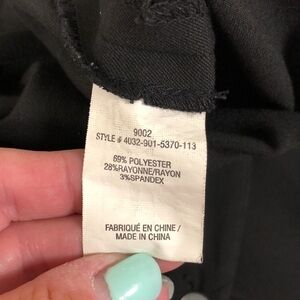 9002
STYLE # 4032-901-5370-113
69% POLYESTER
28%RAYONNE/RAYON
3%SPANDEX
FABRIQUÉ EN CHINE/
MADE IN CHINA